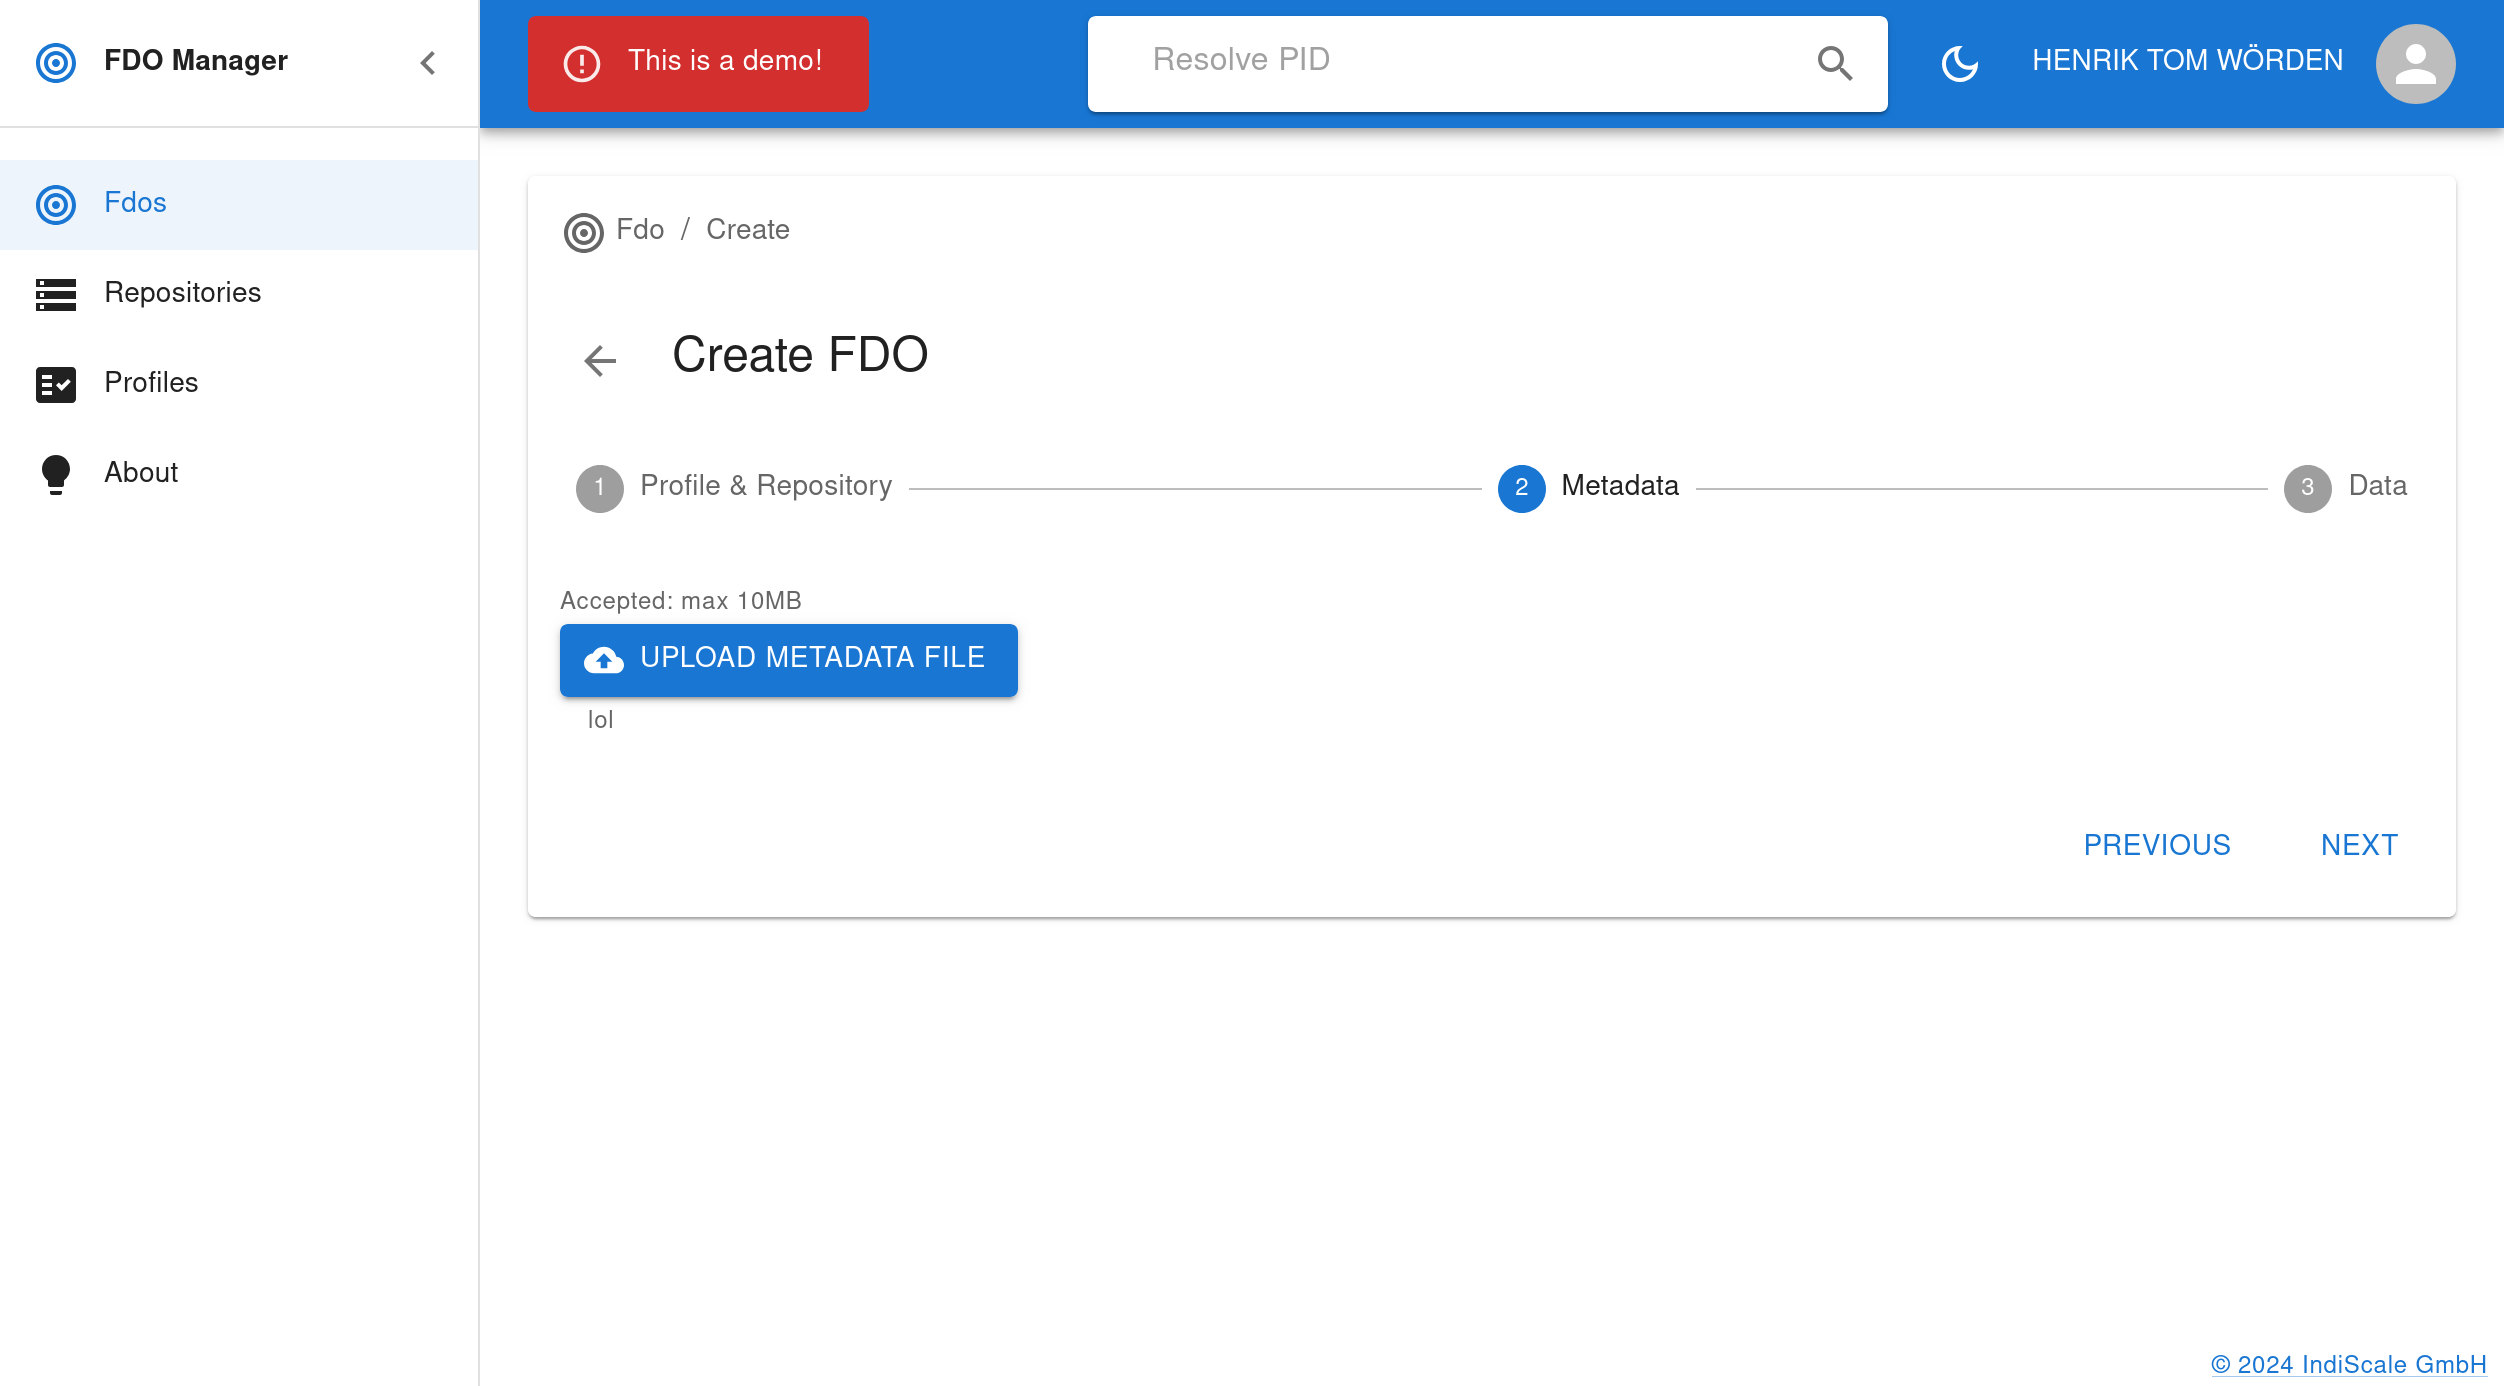 FDO Manager
This is a demo!
Resolve PID
HENRIK TOM WÖRDEN
Fdos
Repositories
Profiles
About
Fdo / Create
Create FDO
1 Profile & Repository
2 Metadata
3 Data
Accepted: max 10MB
UPLOAD METADATA FILE
lol
PREVIOUS NEXT
© 2024 IndiScale GmbH